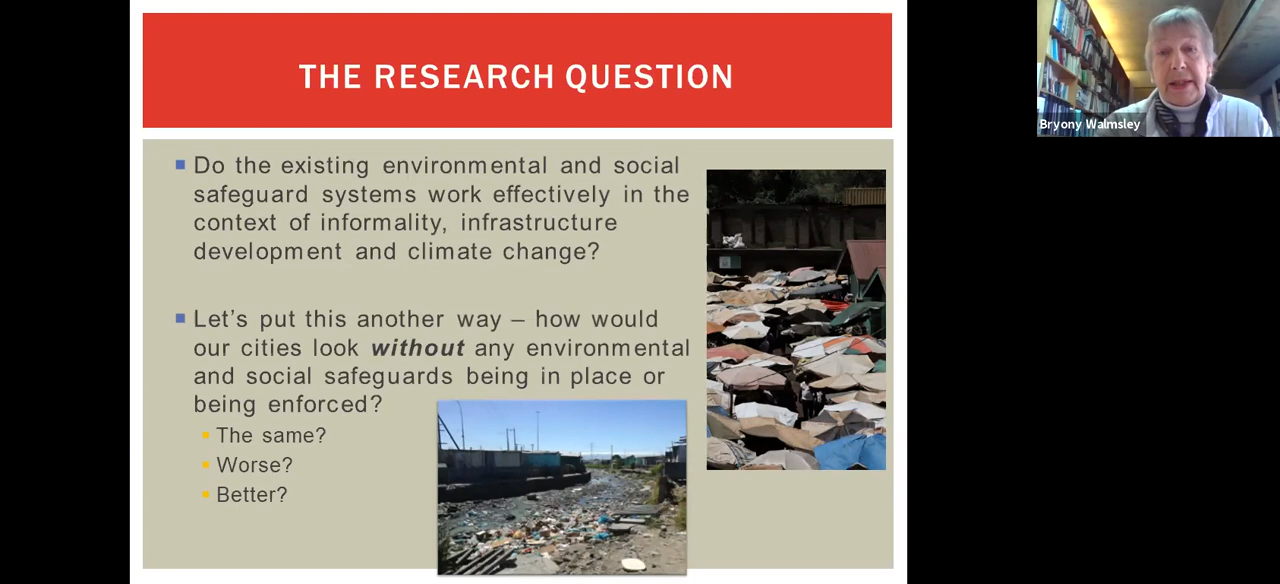 THE RESEARCH QUESTION
Do the existing environmental and social
safeguard systems work effectively in the
context of informality, infrastructure
development and climate change?
Let's put this another way – how would
our cities look without any environmental
and social safeguards being in place or
being enforced?
The same?
Worse?
Better?
Bryony Walmsley